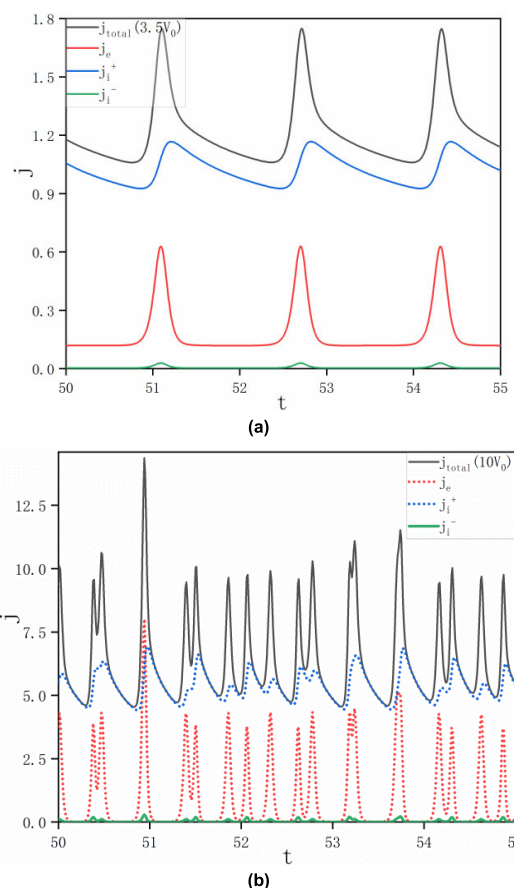 1.8
1.5
1.2
0.9
0.6
0.3
0.0
j
j_total (3.5V_0)
j_e
j_i^+
j_i^-
50 51 52 53 54 55
t
(a)
12.5
10.0
7.5
5.0
2.5
0.0
j
j_total (10V_0)
j_e
j_i^+
j_i^-
50 51 52 53 54 55
t
(b)